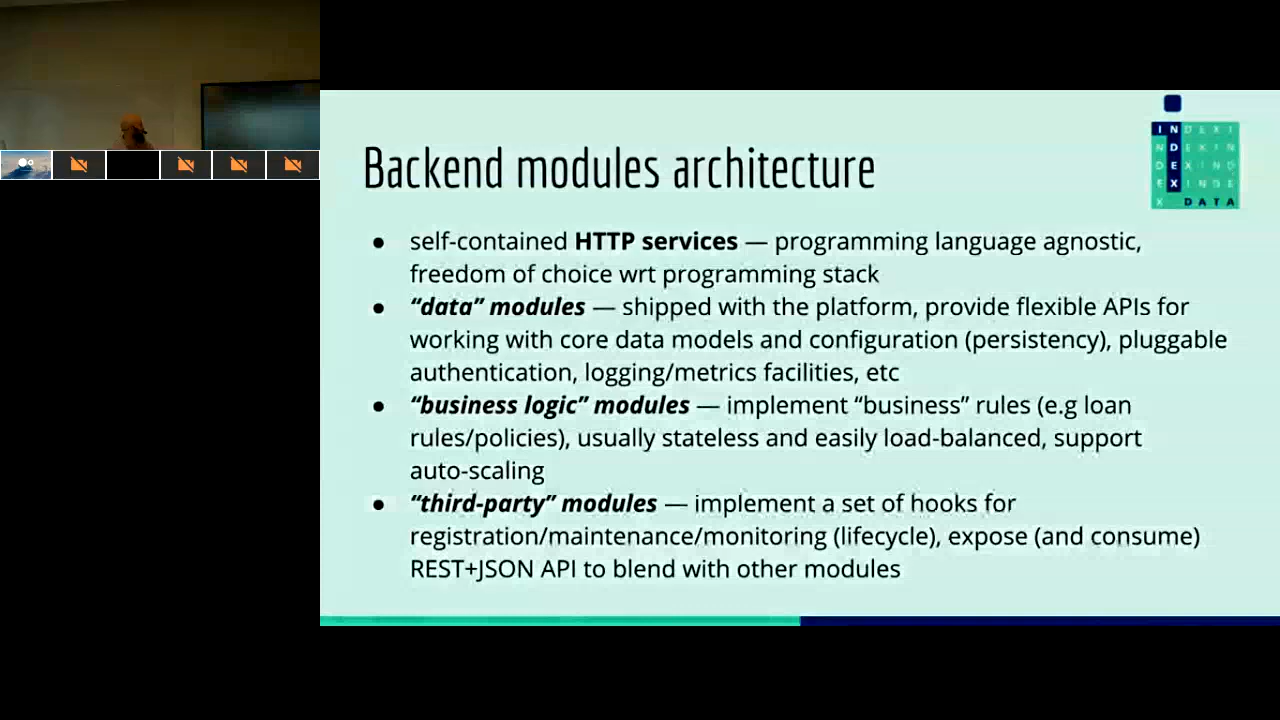 Backend modules architecture
I N D E X I
N D E X I N
D E X I N D
E X I N D E
X D A T A
● self-contained HTTP services — programming language agnostic,
freedom of choice wrt programming stack
● “data” modules — shipped with the platform, provide flexible APIs for
working with core data models and configuration (persistency), pluggable
authentication, logging/metrics facilities, etc
● “business logic” modules — implement “business” rules (e.g loan
rules/policies), usually stateless and easily load-balanced, support
auto-scaling
● “third-party” modules — implement a set of hooks for
registration/maintenance/monitoring (lifecycle), expose (and consume)
REST+JSON API to blend with other modules